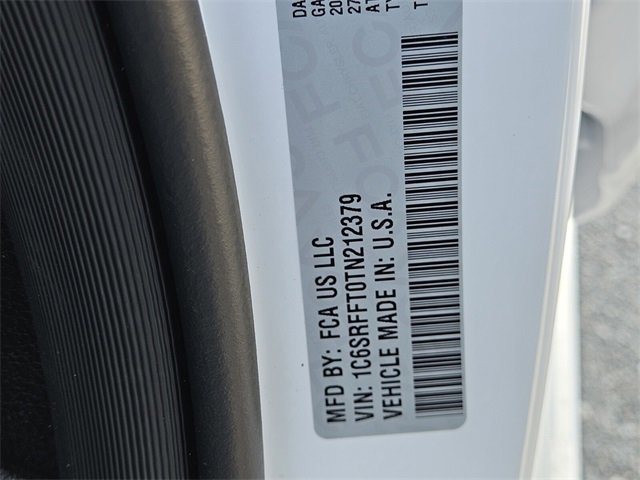 MFD BY: FCA US LLC
VIN: 1C6SRFFT0TN212379
VEHICLE MADE IN: U.S.A.